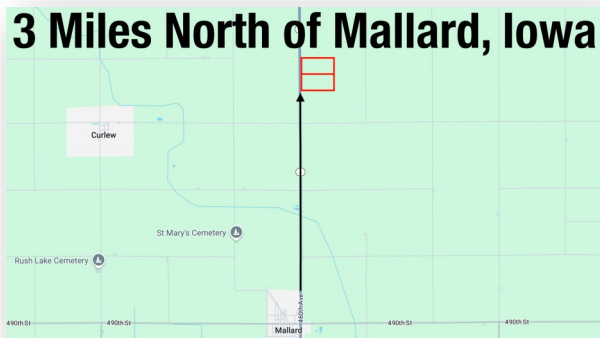 3 Miles North of Mallard, Iowa
Curlew
St Mary's Cemetery
Rush Lake Cemetery
460th Ave
490th St
490th St
490th St
490th St
Mallard